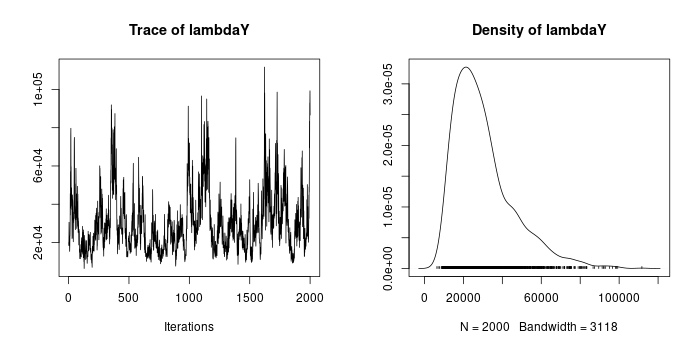 Trace of lambdaY
2e+04 6e+04 1e+05
0 500 1000 1500 2000
Iterations
Density of lambdaY
0.0e+00 1.0e-05 2.0e-05 3.0e-05
0 20000 60000 100000
N = 2000 Bandwidth = 3118